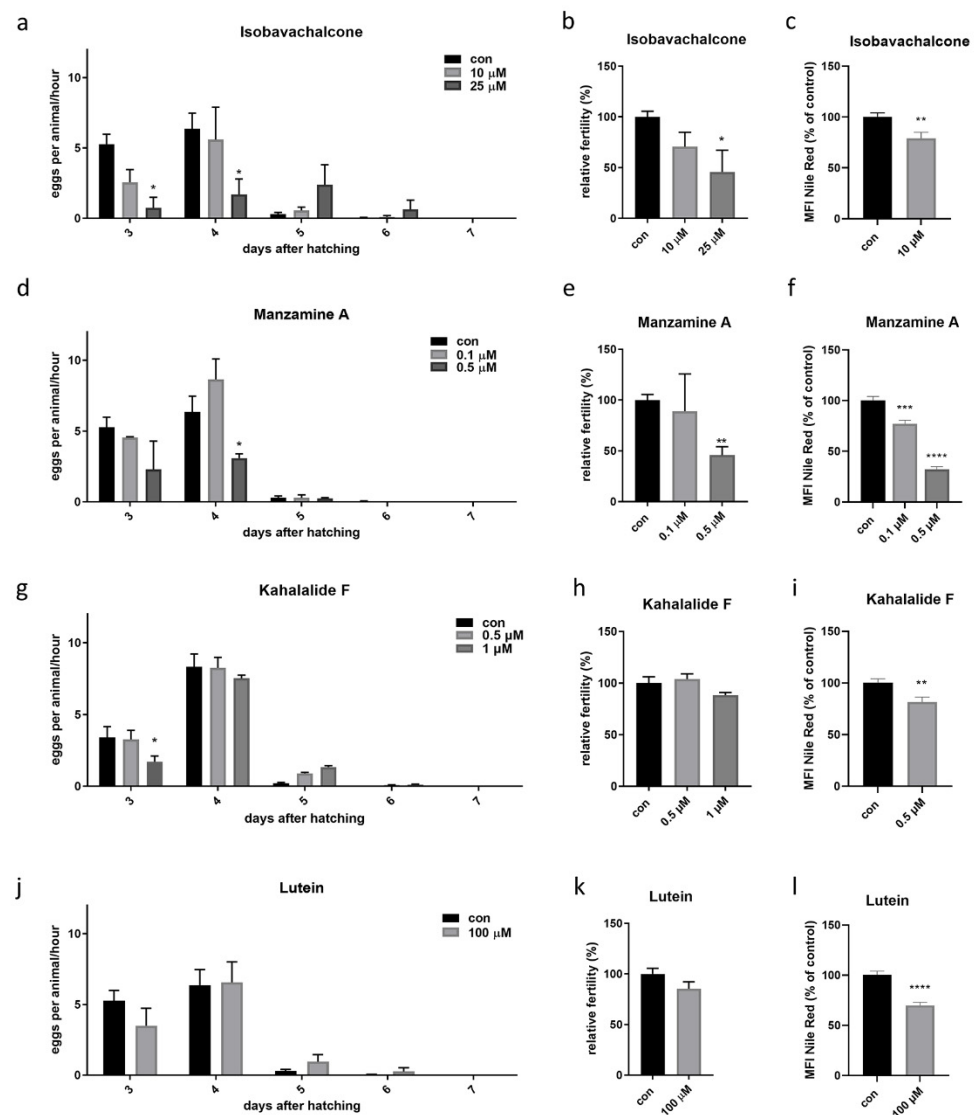 a
Isobavachalcone
con
10 μM
25 μM
eggs per animal/hour
10
5
0
*
*
3
4
5
6
7
days after hatching
b
Isobavachalcone
relative fertility (%)
150
100
50
0
*
con
10 μM
25 μM
c
Isobavachalcone
MFI Nile Red (% of control)
150
100
50
0
**
con
10 μM
d
Manzamine A
con
0.1 μM
0.5 μM
eggs per animal/hour
10
5
0
*
3
4
5
6
7
days after hatching
e
Manzamine A
relative fertility (%)
150
100
50
0
**
con
0.1 μM
0.5 μM
f
Manzamine A
MFI Nile Red (% of control)
150
100
50
0
***
****
con
0.1 μM
0.5 μM
g
Kahalalide F
con
0.5 μM
1 μM
eggs per animal/hour
10
5
0
*
3
4
5
6
7
days after hatching
h
Kahalalide F
relative fertility (%)
150
100
50
0
con
0.5 μM
1 μM
i
Kahalalide F
MFI Nile Red (% of control)
150
100
50
0
**
con
0.5 μM
j
Lutein
con
100 μM
eggs per animal/hour
10
5
0
3
4
5
6
7
days after hatching
k
Lutein
relative fertility (%)
150
100
50
0
con
100 μM
l
Lutein
MFI Nile Red (% of control)
150
100
50
0
****
con
100 μM